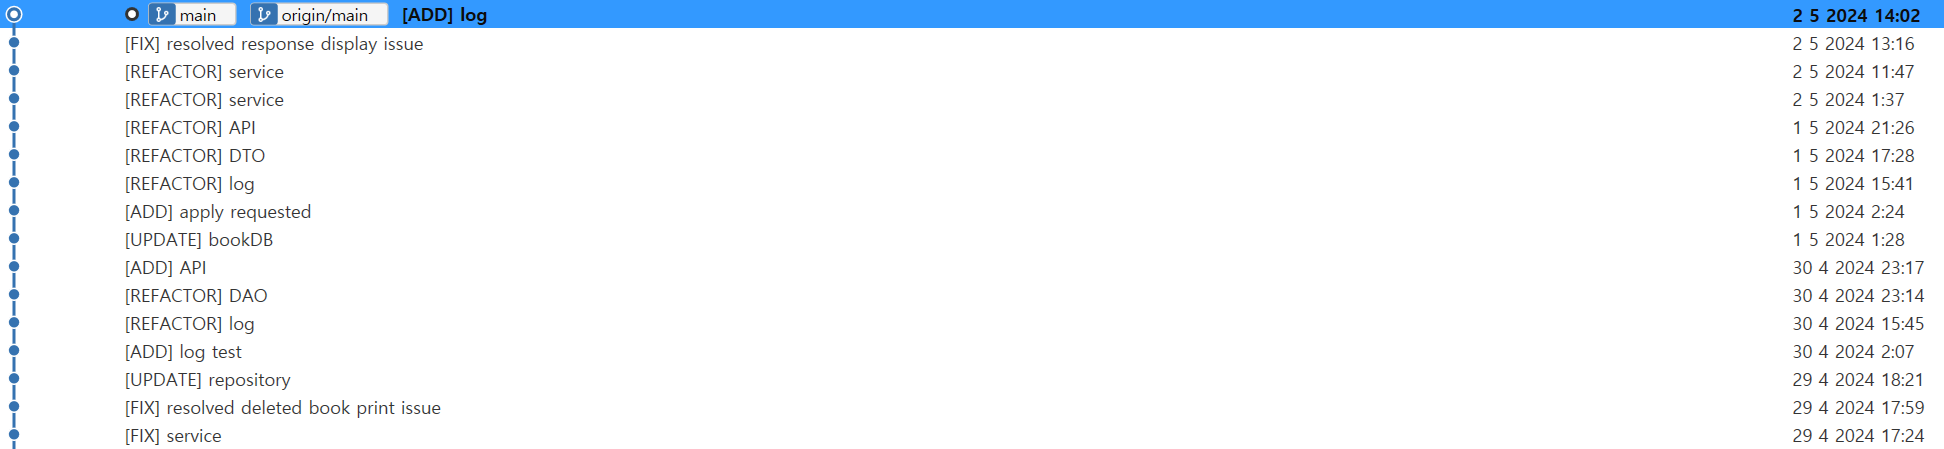 main origin/main [ADD] log 2 5 2024 14:02
[FIX] resolved response display issue 2 5 2024 13:16
[REFACTOR] service 2 5 2024 11:47
[REFACTOR] service 2 5 2024 1:37
[REFACTOR] API 1 5 2024 21:26
[REFACTOR] DTO 1 5 2024 17:28
[REFACTOR] log 1 5 2024 15:41
[ADD] apply requested 1 5 2024 2:24
[UPDATE] bookDB 1 5 2024 1:28
[ADD] API 30 4 2024 23:17
[REFACTOR] DAO 30 4 2024 23:14
[REFACTOR] log 30 4 2024 15:45
[ADD] log test 30 4 2024 2:07
[UPDATE] repository 29 4 2024 18:21
[FIX] resolved deleted book print issue 29 4 2024 17:59
[FIX] service 29 4 2024 17:24